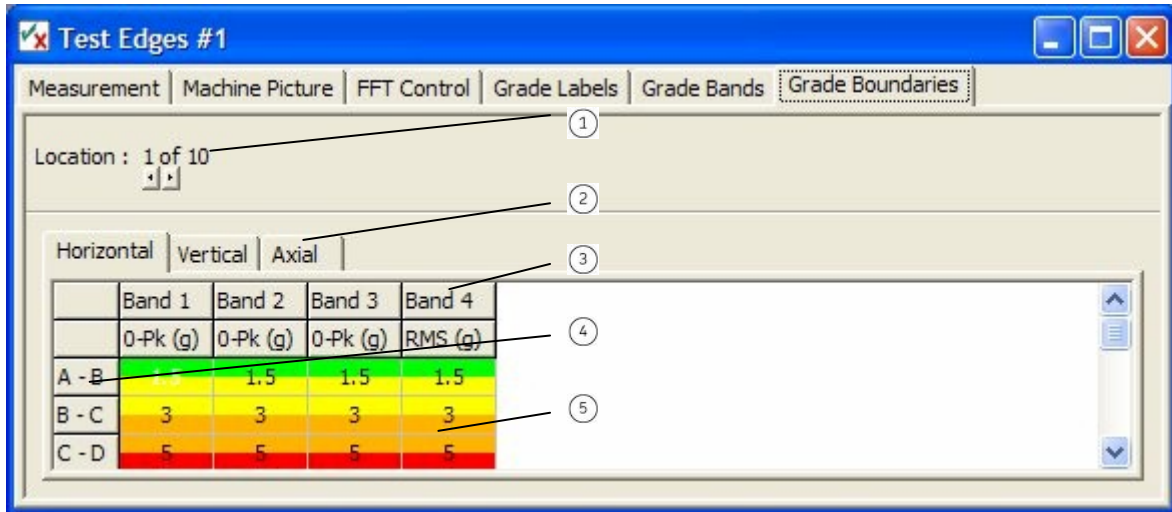 Test Edges #1
Measurement Machine Picture FFT Control Grade Labels Grade Bands Grade Boundaries
1
Location : 1 of 10
2
Horizontal Vertical Axial
3
Band 1 Band 2 Band 3 Band 4
0-Pk (g) 0-Pk (g) 0-Pk (g) RMS (g)
4
A - B 1.5 1.5 1.5 1.5
B - C 3 3 3 3
5
C - D 5 5 5 5